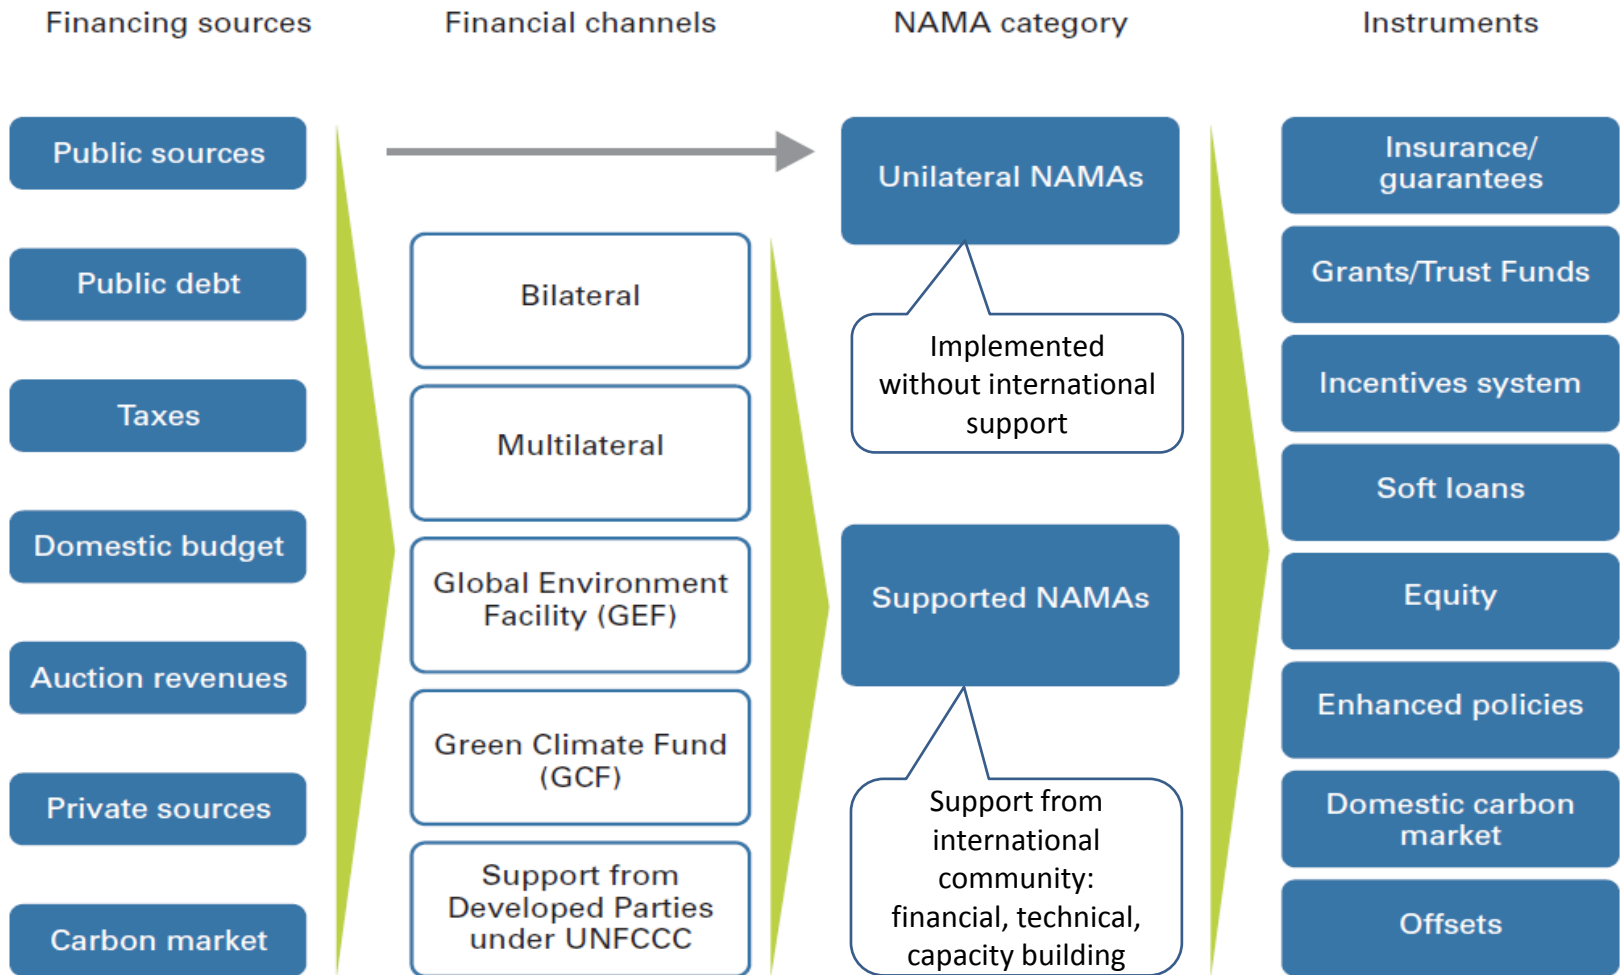 Financing sources
Financial channels
NAMA category
Instruments
Public sources
Public debt
Taxes
Domestic budget
Auction revenues
Private sources
Carbon market
Bilateral
Multilateral
Global Environment
Facility (GEF)
Green Climate Fund
(GCF)
Support from
Developed Parties
under UNFCCC
Unilateral NAMAs
Implemented
without international
support
Supported NAMAs
Support from
international
community:
financial, technical,
capacity building
Insurance/
guarantees
Grants/Trust Funds
Incentives system
Soft loans
Equity
Enhanced policies
Domestic carbon
market
Offsets